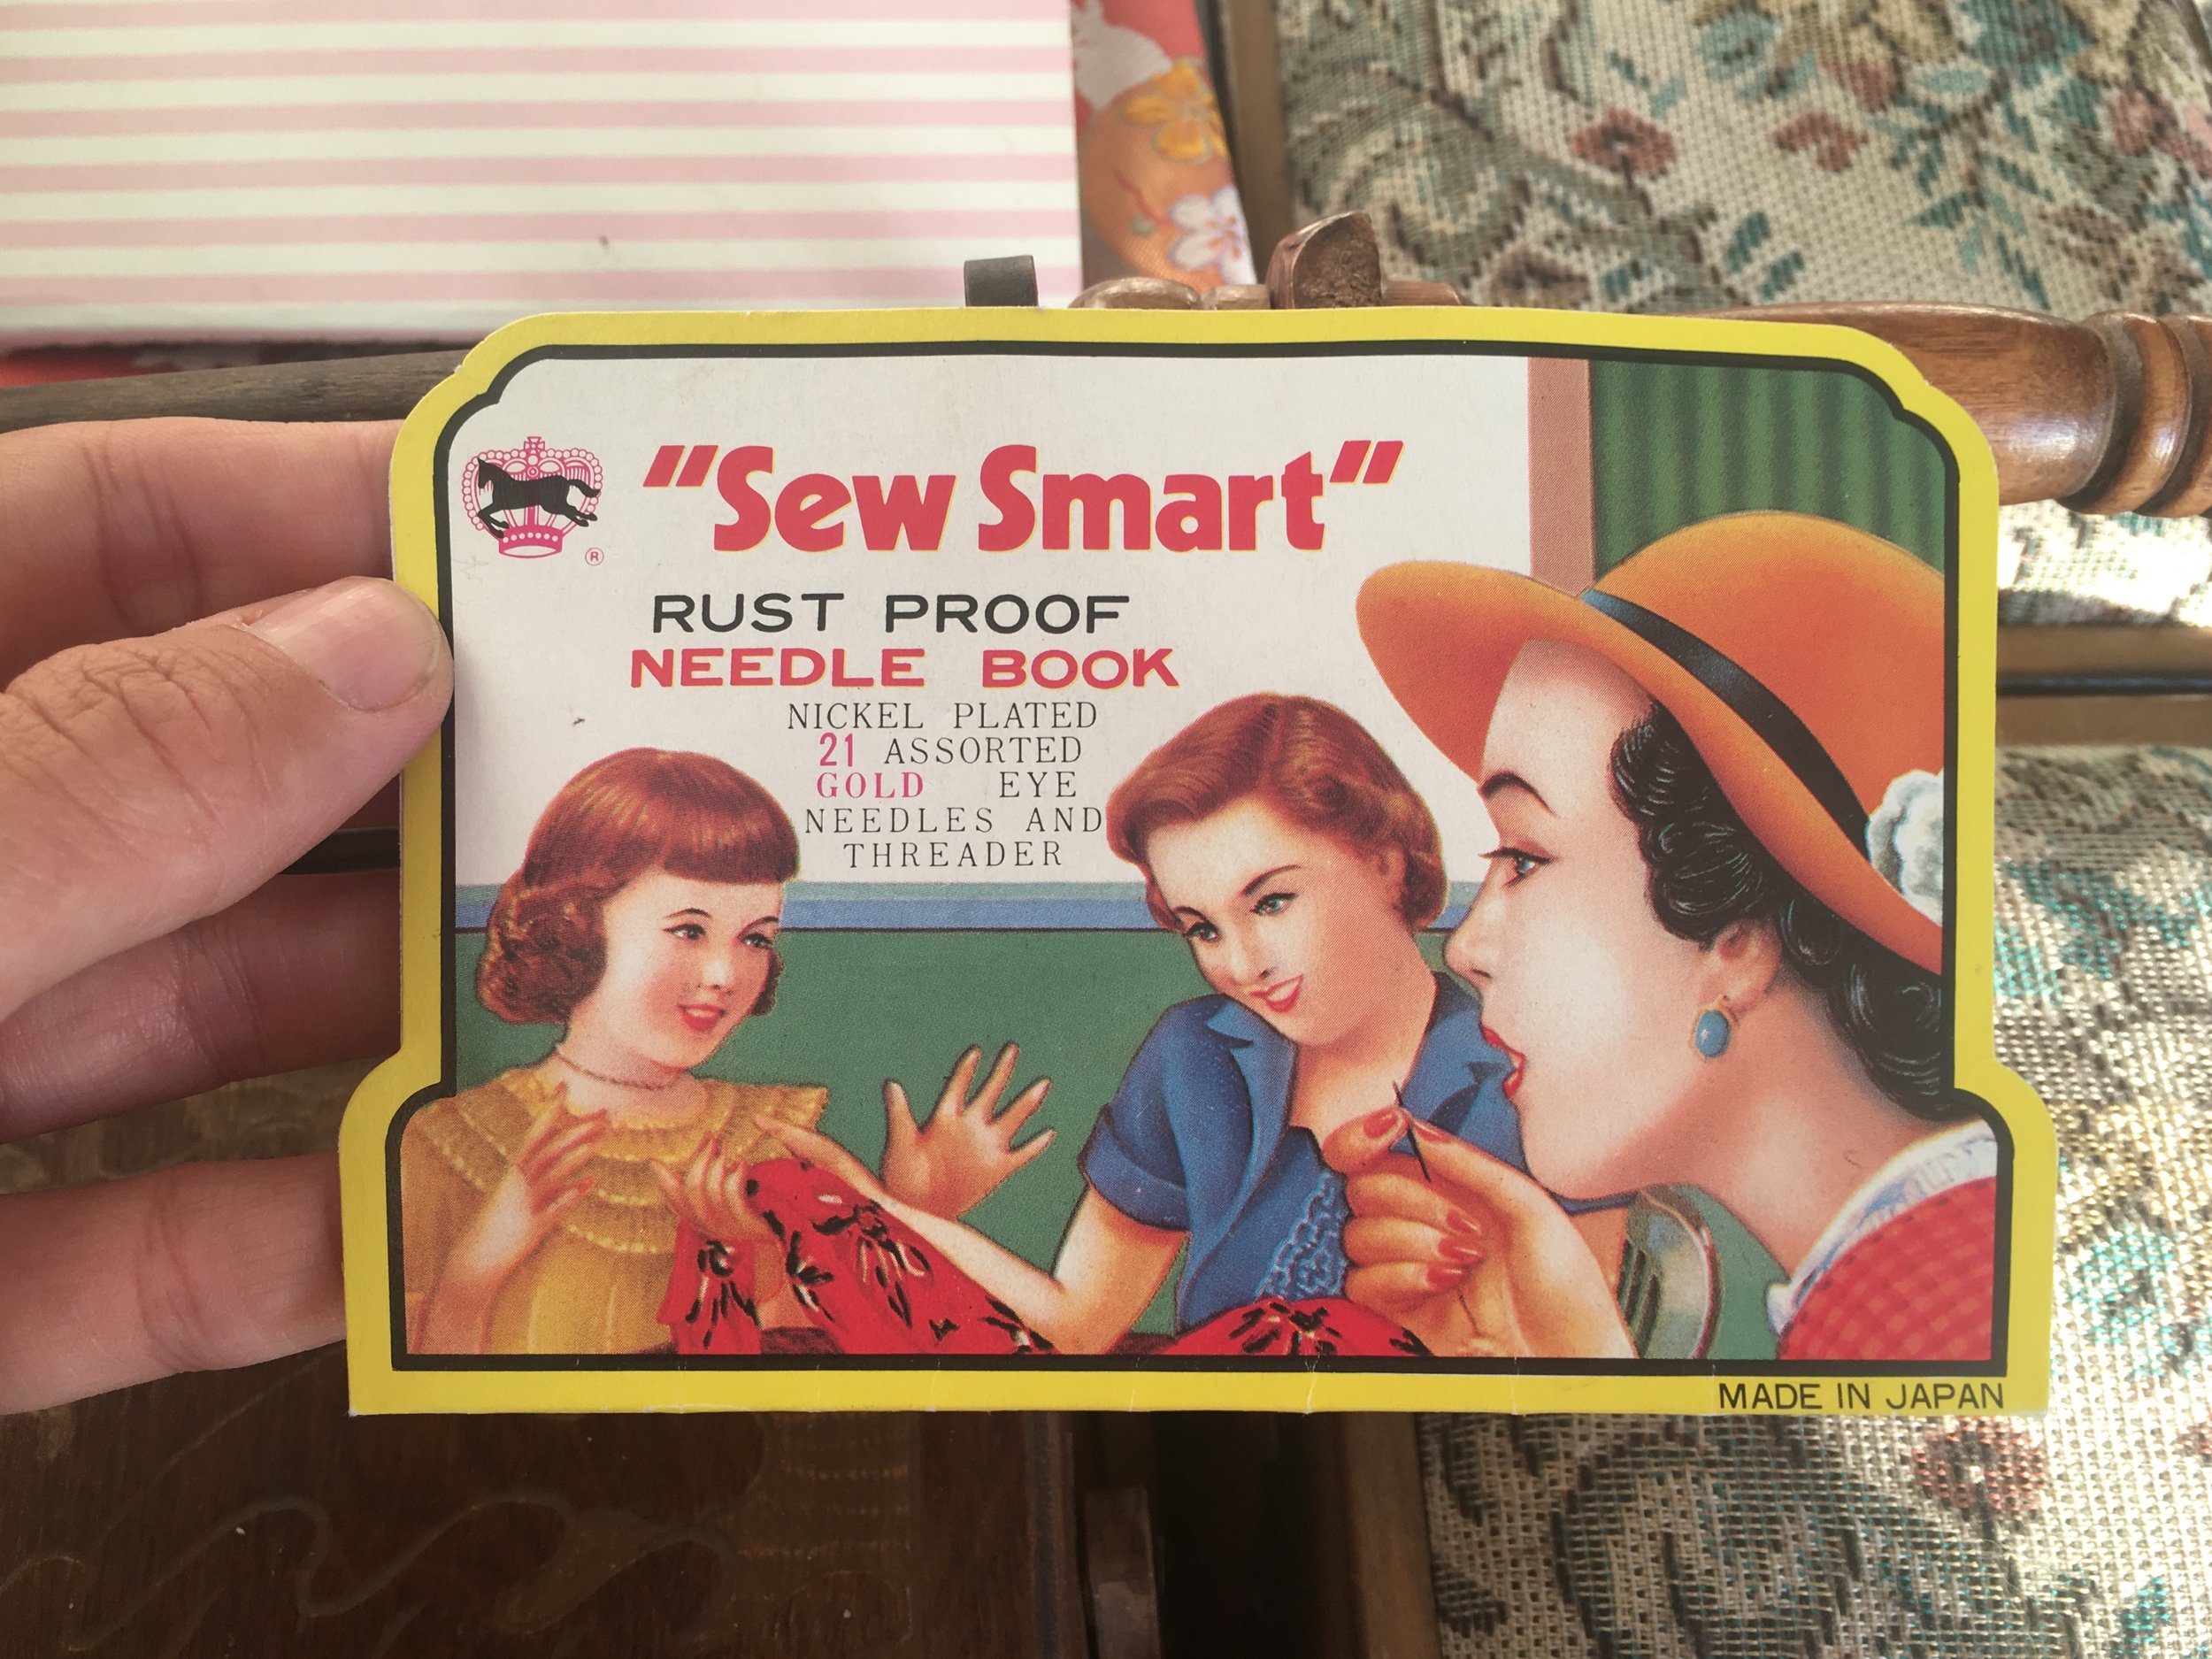 "Sew Smart"
®
RUST PROOF
NEEDLE BOOK
NICKEL PLATED
21 ASSORTED
GOLD EYE
NEEDLES AND
THREADER
MADE IN JAPAN